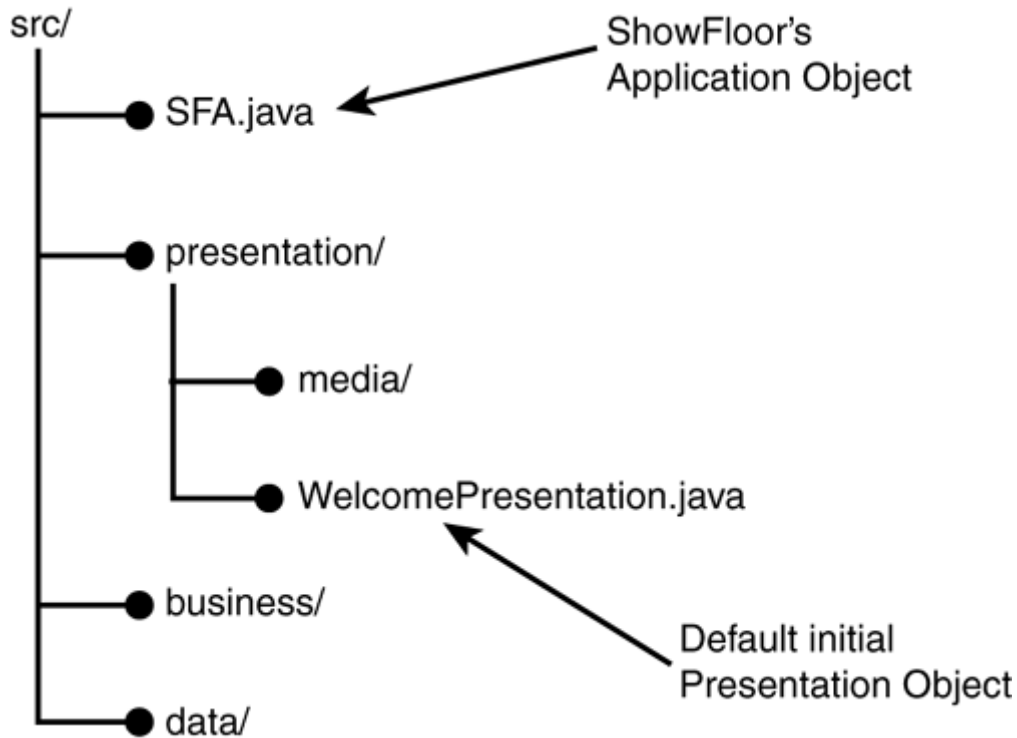 src/
ShowFloor's
Application Object
SFA.java
presentation/
media/
WelcomePresentation.java
business/
Default initial
Presentation Object
data/